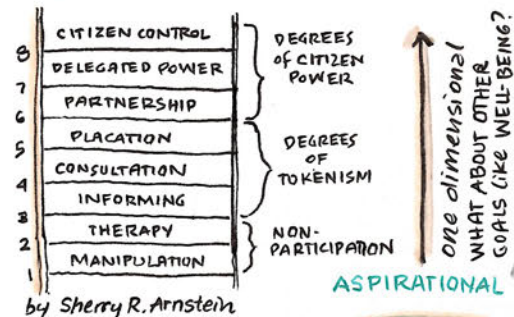 CITIZEN CONTROL
8
DELEGATED POWER
7
PARTNERSHIP
6
PLACATION
5
CONSULTATION
4
INFORMING
3
THERAPY
2
MANIPULATION
1
by Sherry R. Arnstein
DEGREES
of CITIZEN
POWER
DEGREES
OF
TOKENISM
NON-
PARTICIPATION
ASPIRATIONAL
one dimensional
WHAT ABOUT OTHER
GOALS LIKE WELL-BEING?